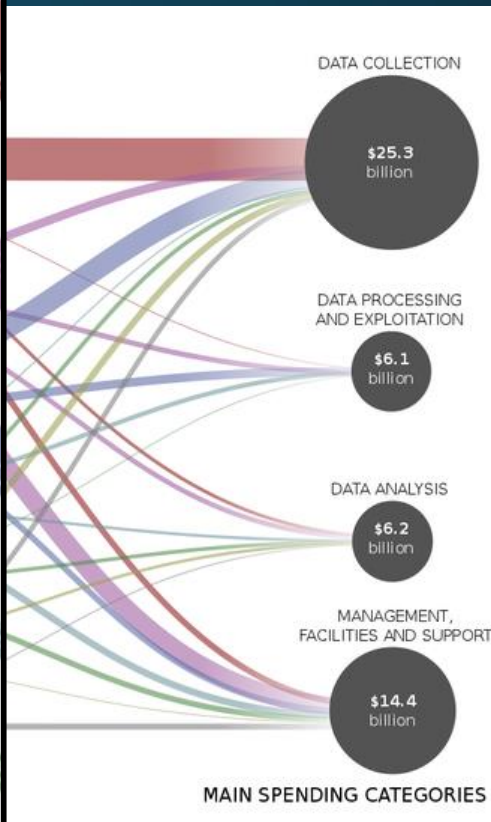 DATA COLLECTION
$25.3
billion
DATA PROCESSING
AND EXPLOITATION
$6.1
billion
DATA ANALYSIS
$6.2
billion
MANAGEMENT,
FACILITIES AND SUPPORT
$14.4
billion
MAIN SPENDING CATEGORIES